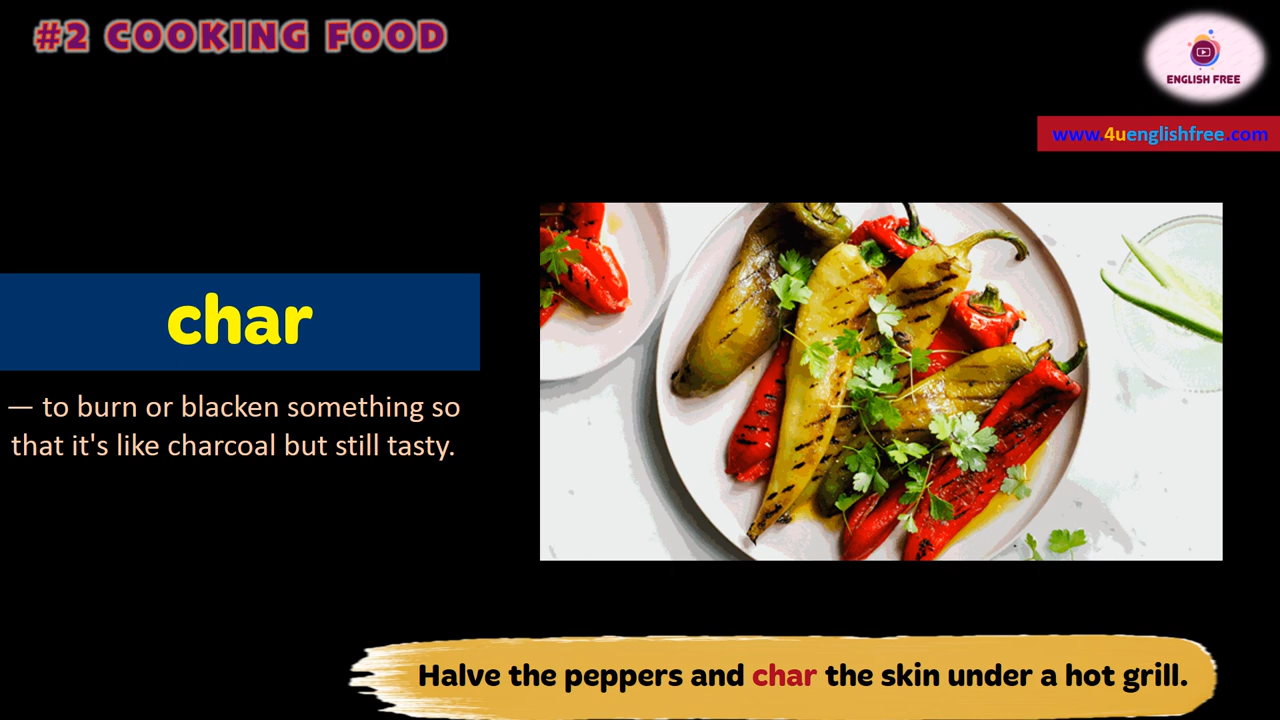 #2 COOKING FOOD
ENGLISH FREE
www.4uenglishfree.com
char
— to burn or blacken something so
that it's like charcoal but still tasty.
Halve the peppers and char the skin under a hot grill.